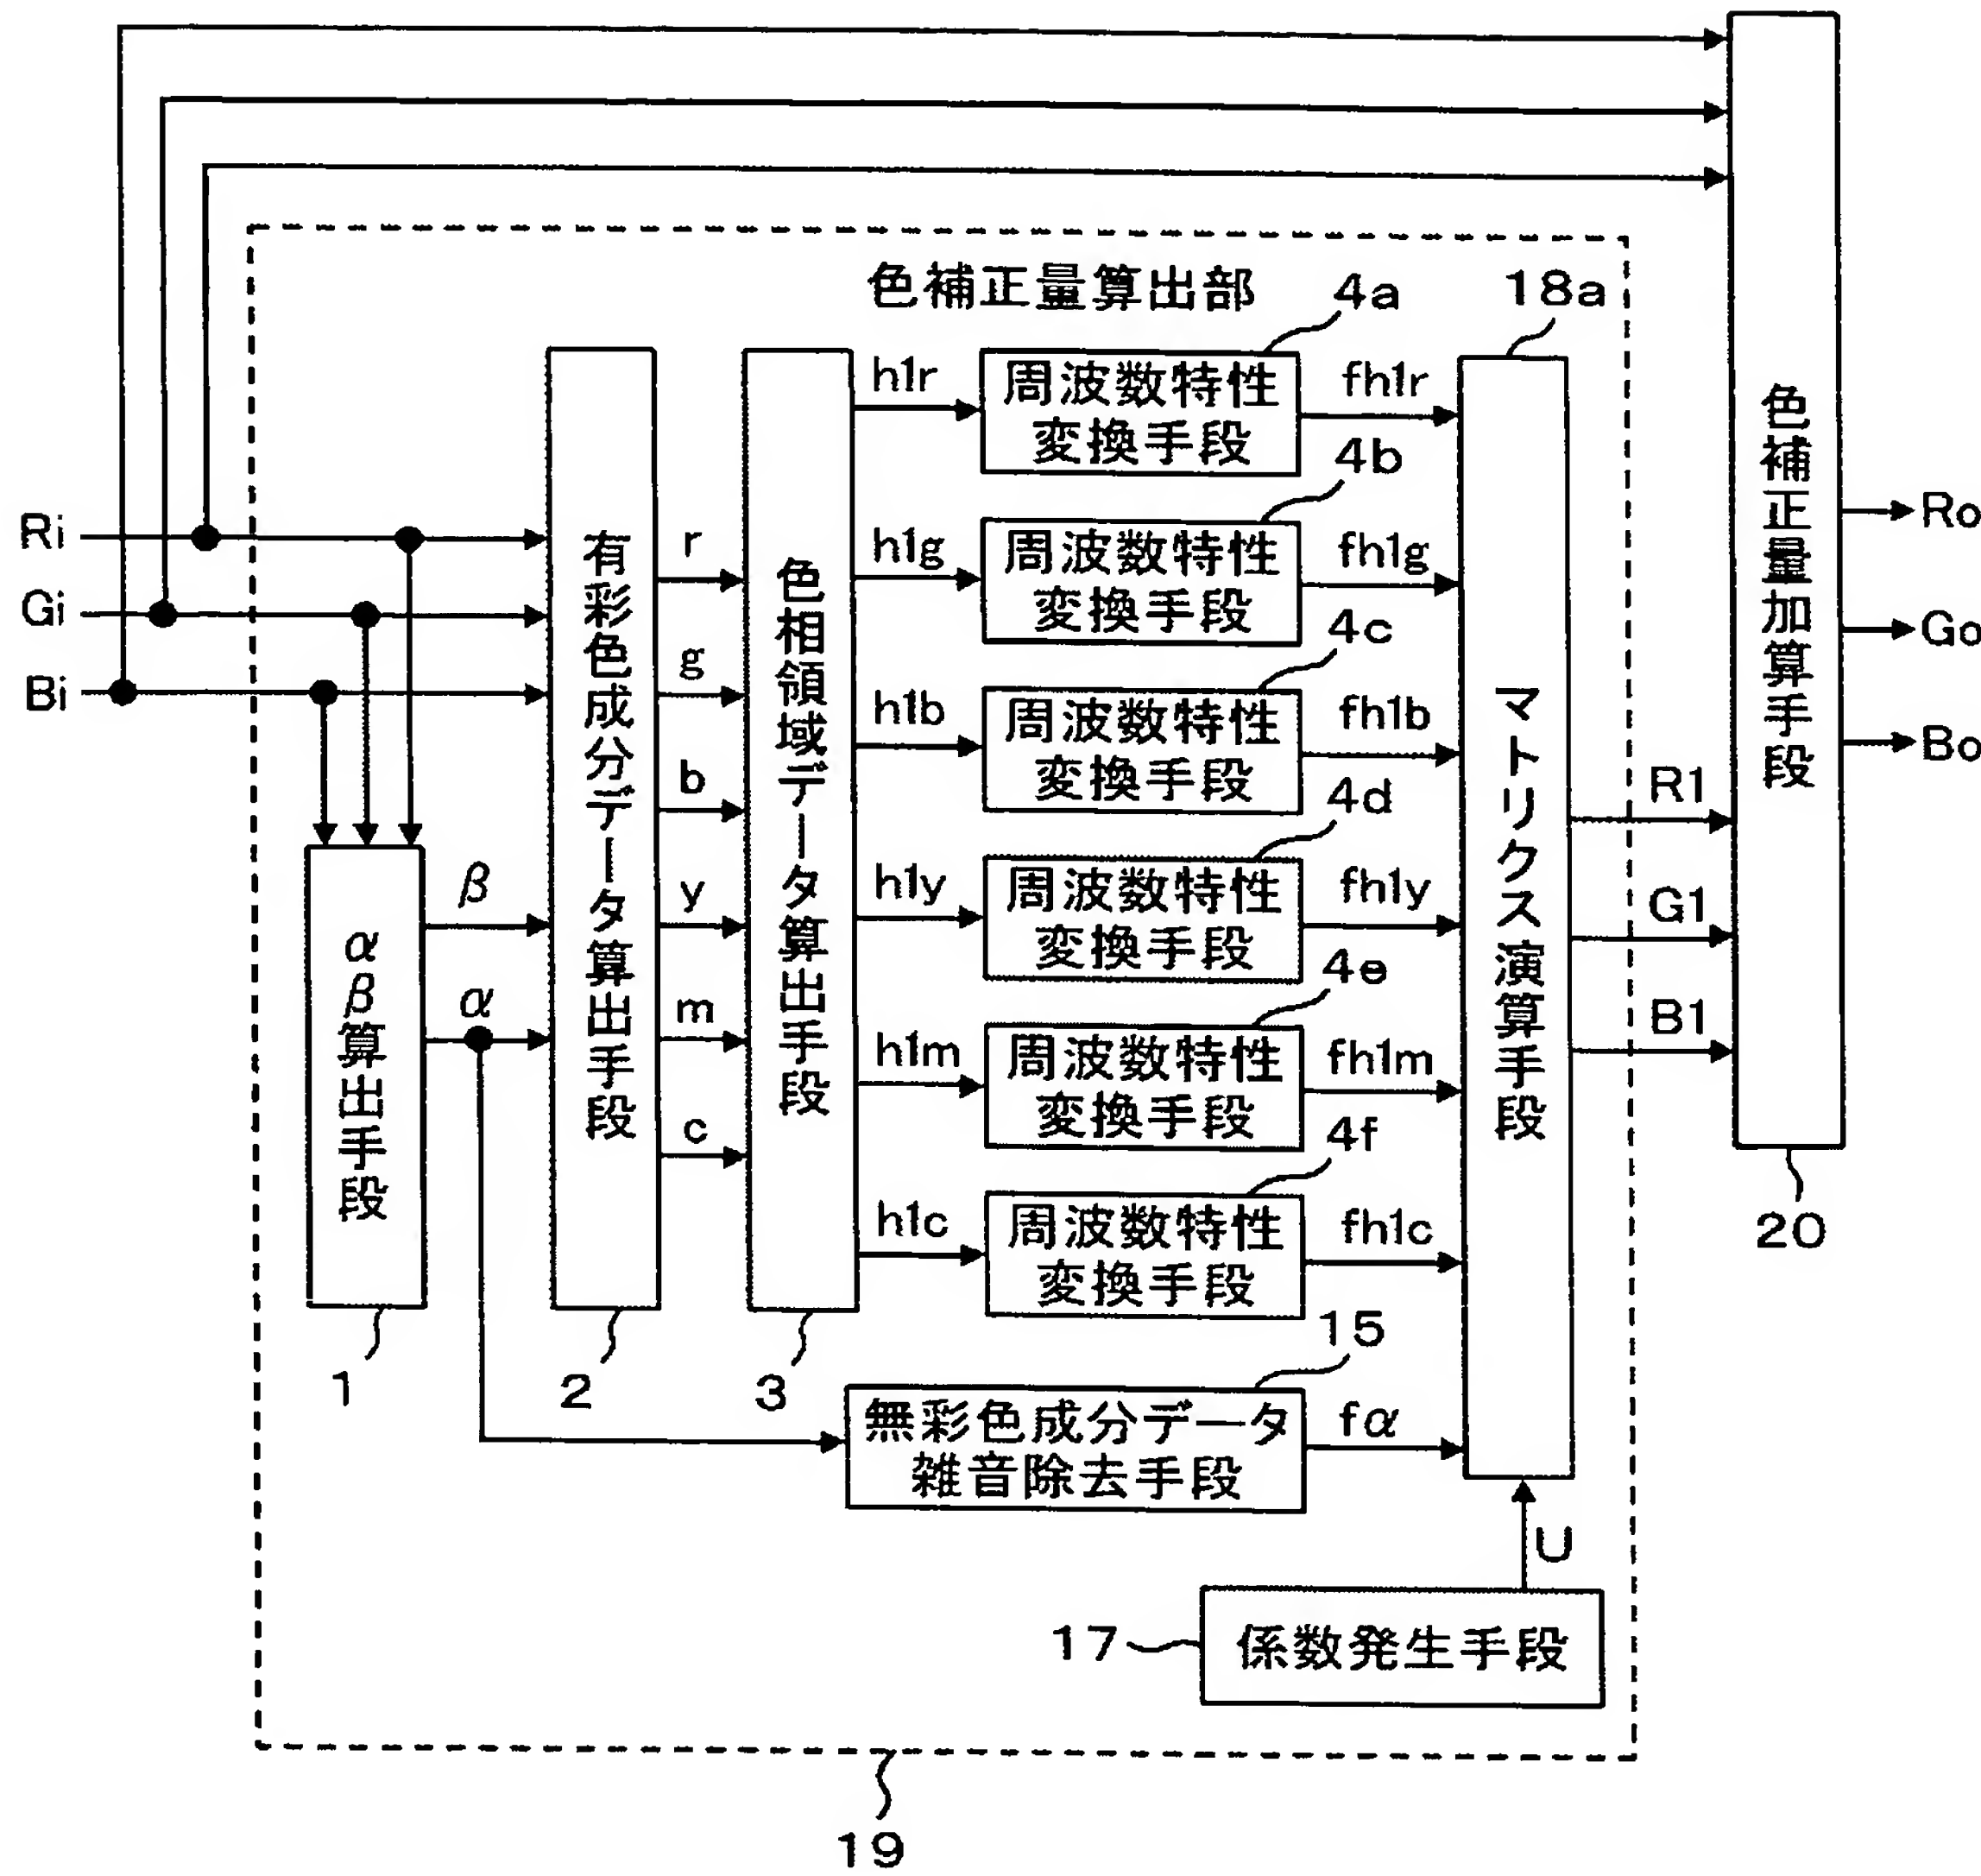 色補正量算出部
4a
18a
h1r
周波数特性
変換手段
fh1r
4b
h1g
周波数特性
変換手段
fh1g
4c
h1b
周波数特性
変換手段
fh1b
4d
h1y
周波数特性
変換手段
fh1y
4e
h1m
周波数特性
変換手段
fh1m
4f
h1c
周波数特性
変換手段
fh1c
Ri
Gi
Bi
αβ算出手段
1
β
α
有彩色成分データ算出手段
2
r
g
b
y
m
c
色相領域データ算出手段
3
15
無彩色成分データ
雑音除去手段
fα
マトリクス演算手段
U
17
係数発生手段
R1
G1
B1
色補正量加算手段
20
Ro
Go
Bo
19